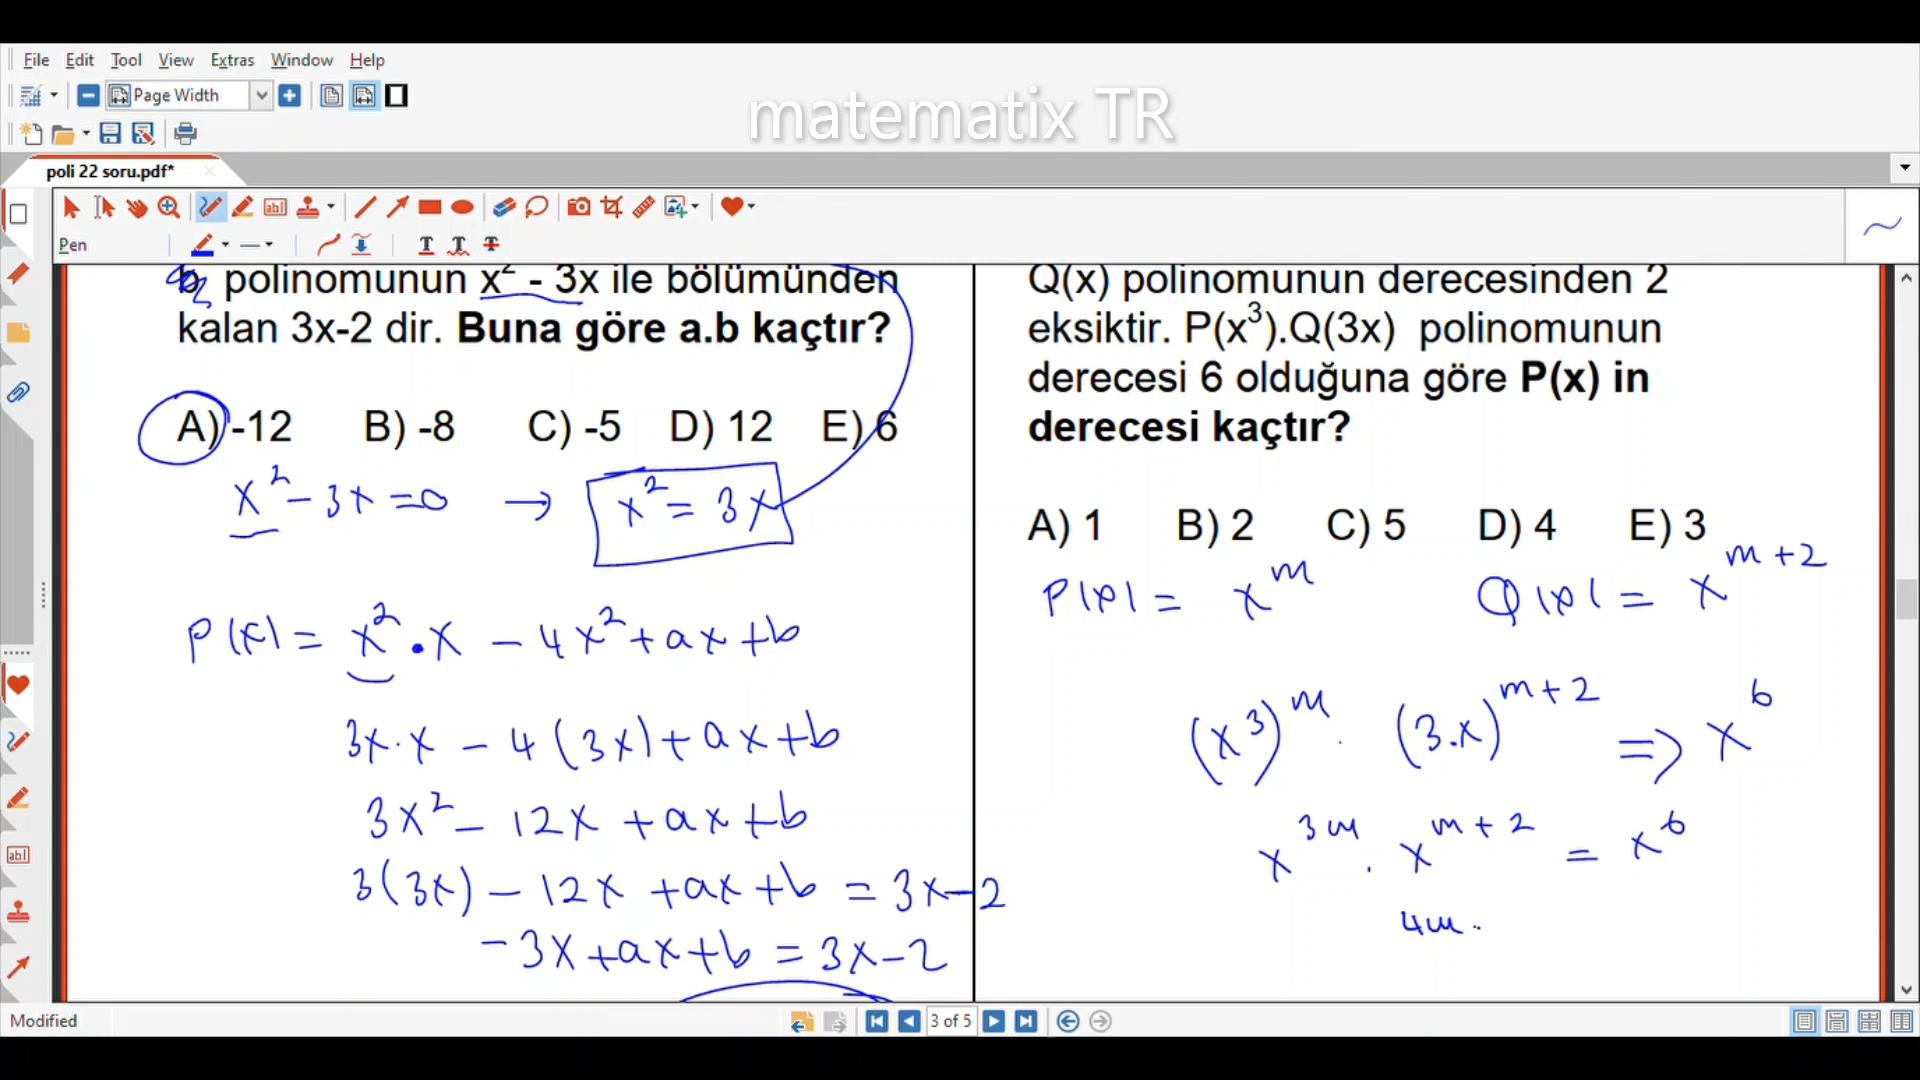 File Edit Tool View Extras Window Help
Page Width
matematix TR
poli 22 soru.pdf*
Pen
b polinomunun x² - 3x ile bölümünden
kalan 3x-2 dir. Buna göre a.b kaçtır?
A) -12 B) -8 C) -5 D) 12 E) 6
x² - 3x = 0 → x² = 3x
P(x) = x² · x - 4x² + ax + b
3x·x - 4(3x) + ax + b
3x² - 12x + ax + b
3(3x) - 12x + ax + b = 3x - 2
-3x + ax + b = 3x - 2
Q(x) polinomunun derecesinden 2
eksiktir. P(x³).Q(3x) polinomunun
derecesi 6 olduğuna göre P(x) in
derecesi kaçtır?
A) 1 B) 2 C) 5 D) 4 E) 3
P(x) = x^m Q(x) = x^(m+2)
(x³)^m · (3.x)^(m+2) => x⁶
x^(3m) · x^(m+2) = x⁶
4m
Modified
3 of 5